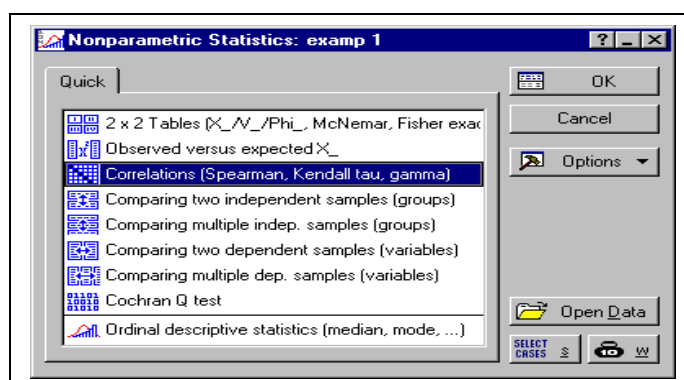 Nonparametric Statistics: examp 1
Quick
2 x 2 Tables (X_/V_/Phi_, McNemar, Fisher exac
Observed versus expected X_
Correlations (Spearman, Kendall tau, gamma)
Comparing two independent samples (groups)
Comparing multiple indep. samples (groups)
Comparing two dependent samples (variables)
Comparing multiple dep. samples (variables)
Cochran Q test
Ordinal descriptive statistics (median, mode, ...)
OK
Cancel
Options
Open Data
SELECT CASES S
W